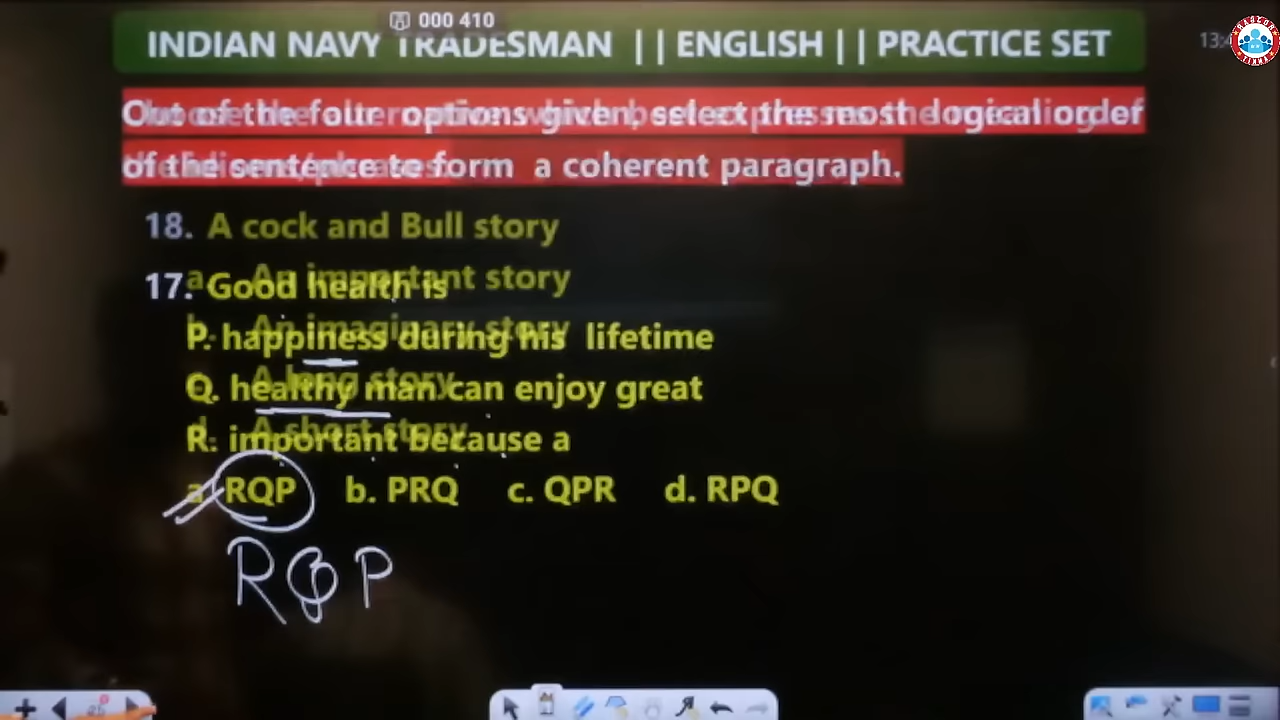 000 410
INDIAN NAVY TRADESMAN || ENGLISH || PRACTICE SET
Out of the four options given, select the most logical order
of the sentence to form a coherent paragraph.
18. A cock and Bull story
a. An important story
17. Good health is
b. An imaginary story
P. happiness during his lifetime
A long story
Q. healthy man can enjoy great
d. A short story
R. important because a
a. RQP b. PRQ c. QPR d. RPQ
RQP